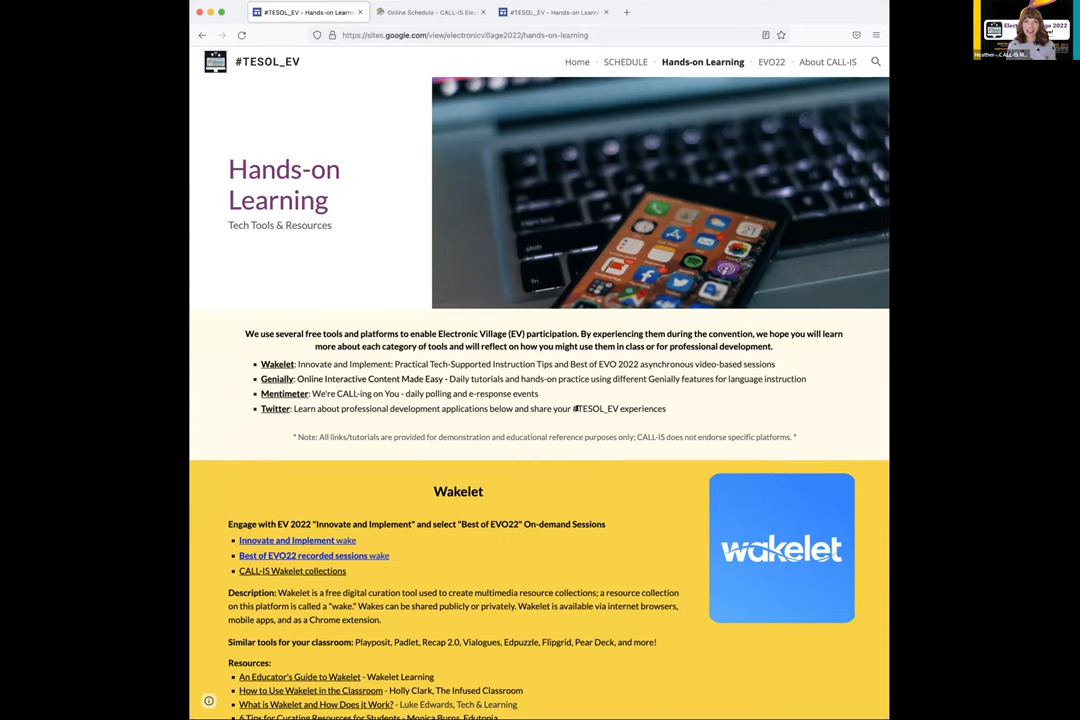 #TESOL_EV - Hands-on Learnin
Online Schedule - CALL-IS Elec
#TESOL_EV - Hands-on Learnin
https://sites.google.com/view/electronicvillage2022/hands-on-learning
#TESOL_EV
Home · SCHEDULE · Hands-on Learning · EVO22 · About CALL-IS
Hands-on
Learning
Tech Tools & Resources
We use several free tools and platforms to enable Electronic Village (EV) participation. By experiencing them during the convention, we hope you will learn
more about each category of tools and will reflect on how you might use them in class or for professional development.
Wakelet: Innovate and Implement: Practical Tech-Supported Instruction Tips and Best of EVO 2022 asynchronous video-based sessions
Genially: Online Interactive Content Made Easy - Daily tutorials and hands-on practice using different Genially features for language instruction
Mentimeter: We're CALL-ing on You - daily polling and e-response events
Twitter: Learn about professional development applications below and share your #TESOL_EV experiences
* Note: All links/tutorials are provided for demonstration and educational reference purposes only; CALL-IS does not endorse specific platforms. *
Wakelet
wakelet
Engage with EV 2022 "Innovate and Implement" and select "Best of EVO22" On-demand Sessions
Innovate and Implement wake
Best of EVO22 recorded sessions wake
CALL-IS Wakelet collections
Description: Wakelet is a free digital curation tool used to create multimedia resource collections; a resource collection
on this platform is called a "wake." Wakes can be shared publicly or privately. Wakelet is available via internet browsers,
mobile apps, and as a Chrome extension.
Similar tools for your classroom: Playposit, Padlet, Recap 2.0, Vialogues, Edpuzzle, Flipgrid, Pear Deck, and more!
Resources:
An Educator's Guide to Wakelet - Wakelet Learning
How to Use Wakelet in the Classroom - Holly Clark, The Infused Classroom
What is Wakelet and How Does it Work? - Luke Edwards, Tech & Learning
6 Tips for Curating Resources for Students - Monica Burns, Edutopia